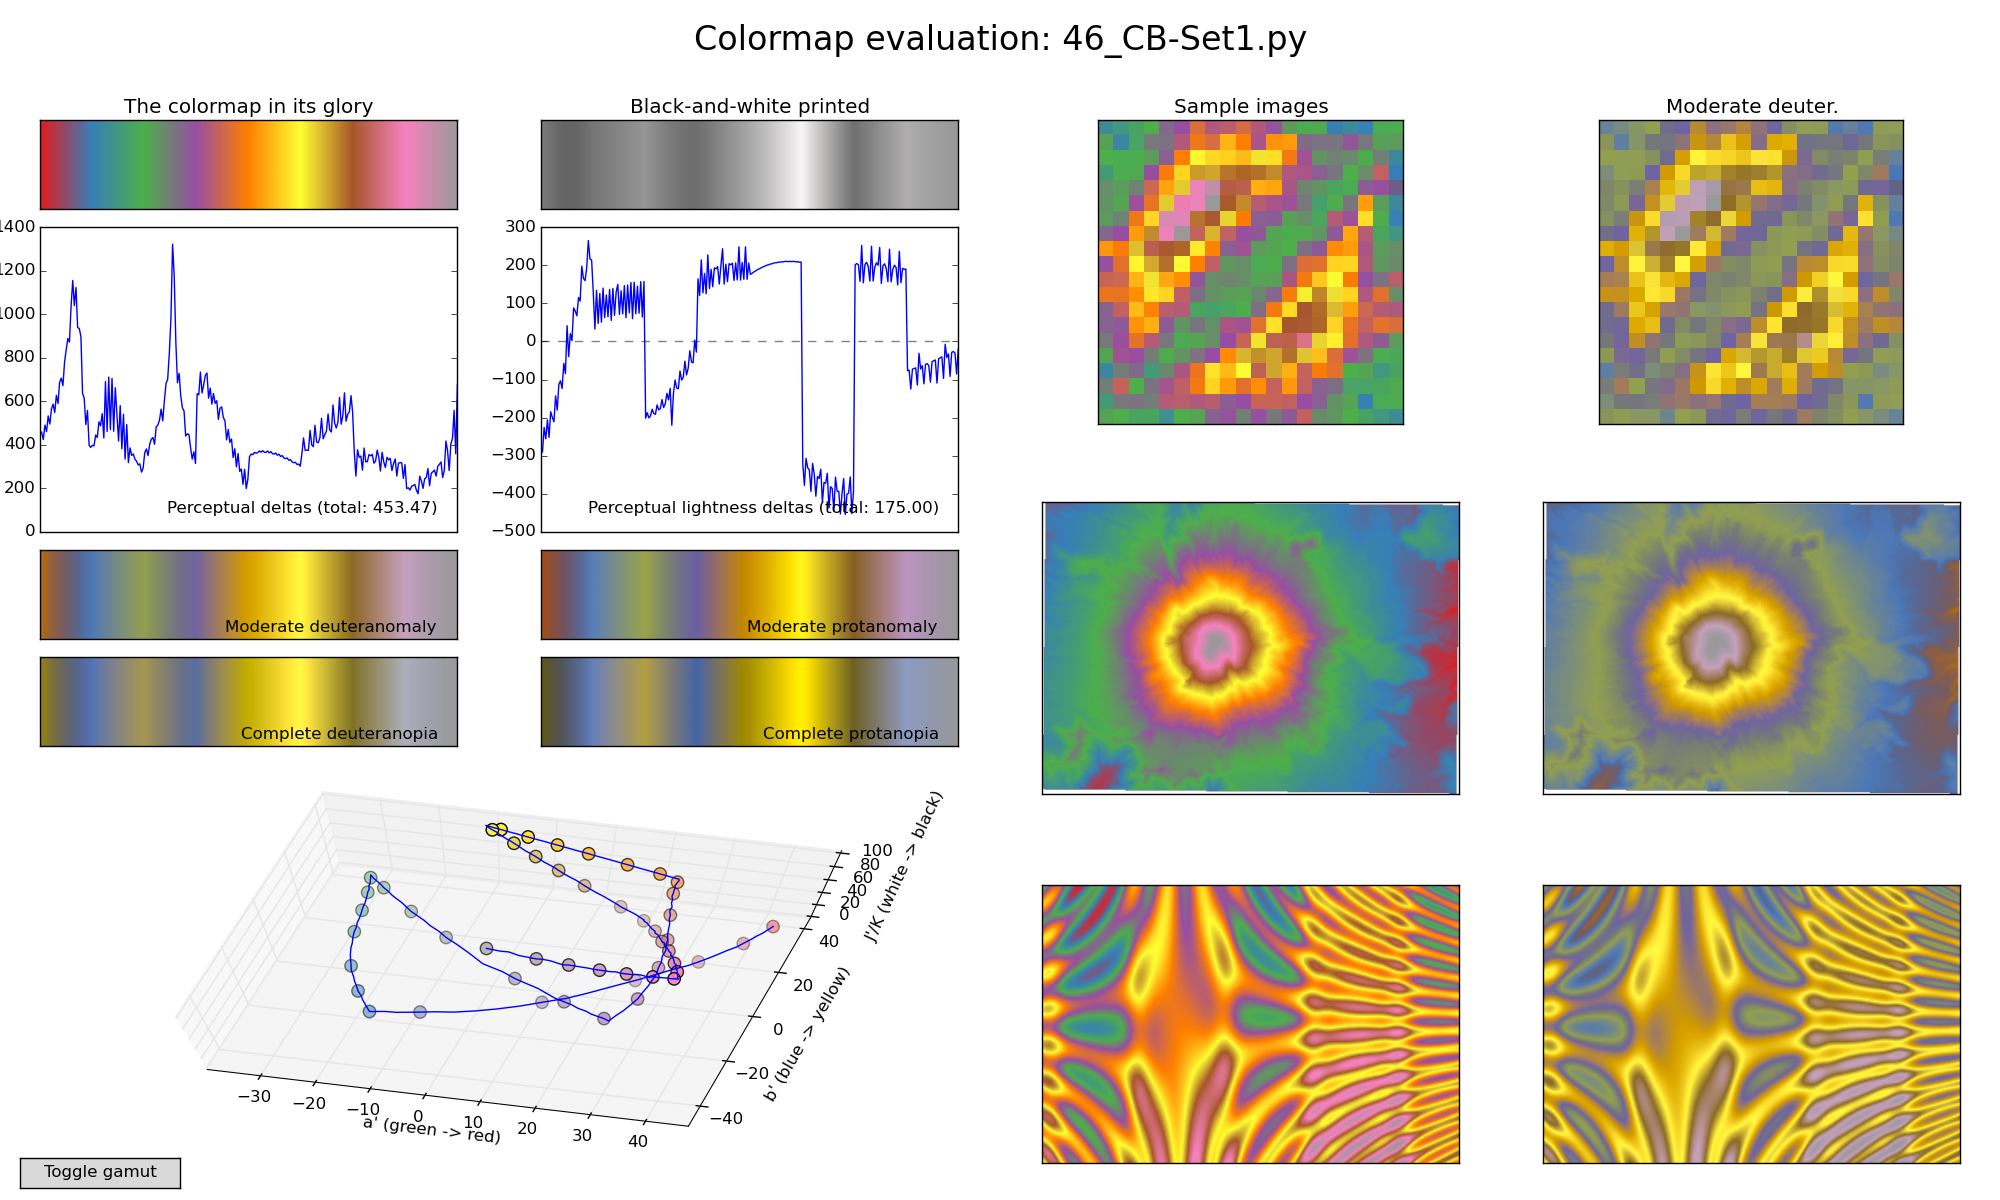 Colormap evaluation: 46_CB-Set1.py
The colormap in its glory
Black-and-white printed
Sample images
Moderate deuter.
1400
1200
1000
800
600
400
200
0
Perceptual deltas (total: 453.47)
300
200
100
0
−100
−200
−300
−400
−500
Perceptual lightness deltas (total: 175.00)
Moderate deuteranomaly
Moderate protanomaly
Complete deuteranopia
Complete protanopia
−30
−20
−10
0
10
20
30
40
a' (green -> red)
−40
−20
0
20
40
b' (blue -> yellow)
0
20
40
60
80
100
J'/K (white -> black)
Toggle gamut